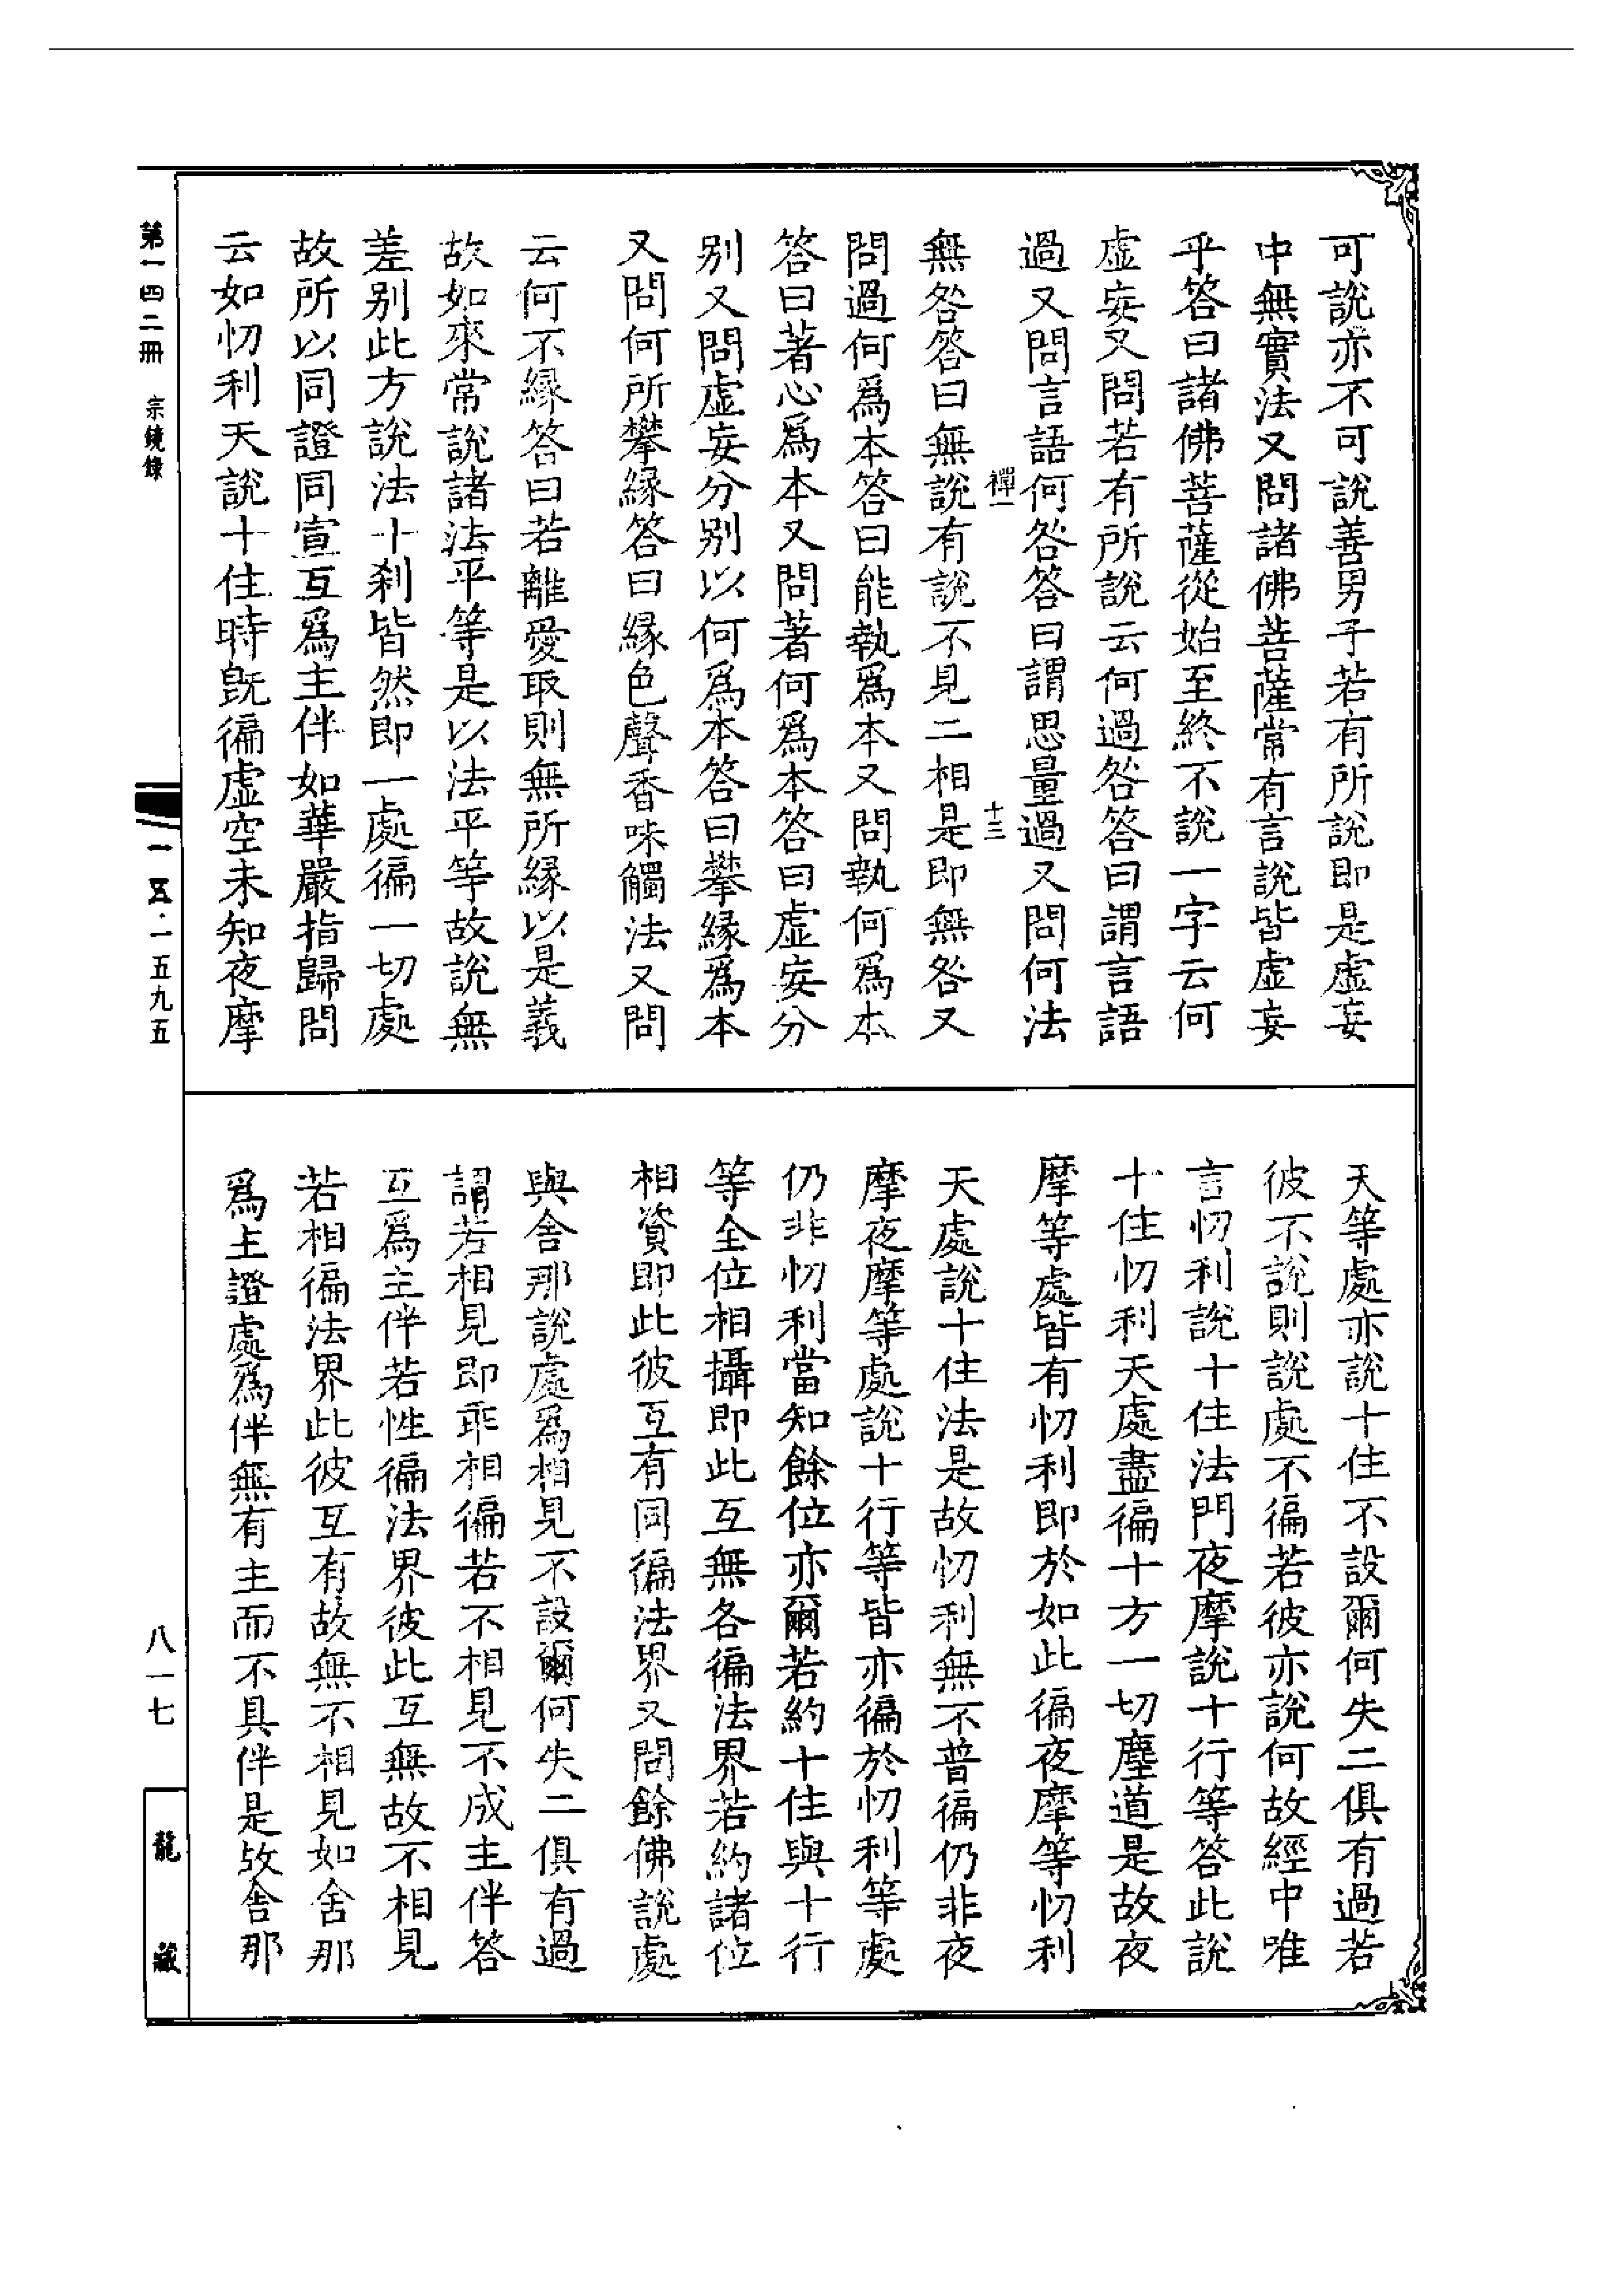 可說亦不可說善男子若有所說即是虛妄
中無實法又問諸佛菩薩常有言說皆虛妄
乎答曰諸佛菩薩從始至終不說一字云何
虛妄又問若有所說云何過咎答曰謂言語
過又問言語何咎答曰謂思量過又問何法
禪一
十三
無咎答曰無說有說不見二相是即無咎又
問過何爲本答曰能執爲本又問執何爲本
答曰著心爲本又問著何爲本答曰虛妄分
別又問虛妄分別以何爲本答曰攀緣爲本
又問何所攀緣答曰緣色聲香味觸法又問
云何不緣答曰若離愛取則無所緣以是義
故如來常說諸法平等是以法平等故說無
差別此方說法十刹皆然即一處徧一切處
故所以同證同宣互爲主伴如華嚴指歸問
云如忉利天說十住時旣徧虛空未知夜摩
天等處亦說十住不設爾何失二俱有過若
彼不說則說處不徧若彼亦說何故經中唯
言忉利說十住法門夜摩說十行等答此說
十住忉利天處盡徧十方一切塵道是故夜
摩等處皆有忉利即於如此徧夜摩等忉利
天處說十住法是故忉利無不普徧仍非夜
摩夜摩等處說十行等皆亦徧於忉利等處
仍非忉利當知餘位亦爾若約十住與十行
等全位相攝即此互無各徧法界若約諸位
相資即此彼互有同徧法界又問餘佛說處
與舍那說處爲相見不設爾何失二俱有過
謂若相見即乖相徧若不相見不成主伴答
互爲主伴若性徧法界彼此互無故不相見
若相徧法界此彼互有故無不相見如舍那
爲主證處爲伴無有主而不具伴是故舍那
第一四二冊　宗鏡錄
一一五·一五九五
八一七
龍藏